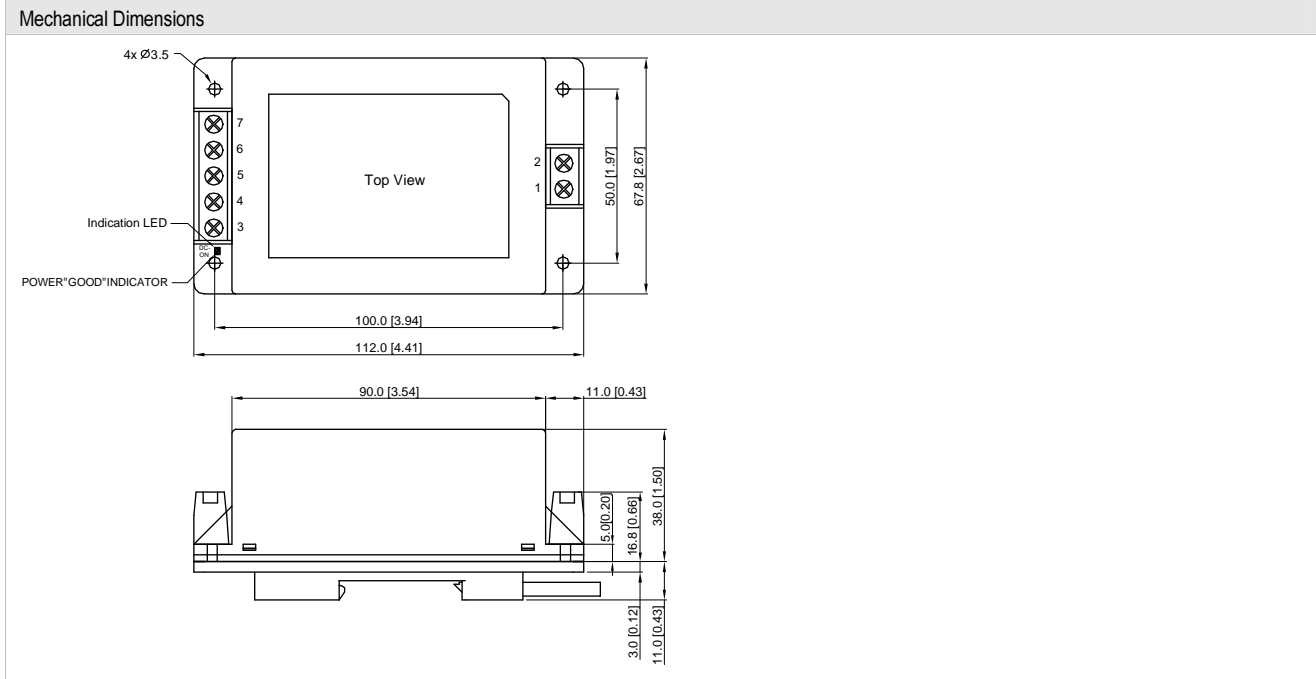 Mechanical Dimensions
4x Ø3.5
7
6
5
4
3
2
1
Top View
50.0 [1.97]
67.8 [2.67]
Indication LED
DC-
ON
POWER"GOOD"INDICATOR
100.0 [3.94]
112.0 [4.41]
90.0 [3.54]
11.0 [0.43]
5.0[0.20]
16.8 [0.66]
38.0 [1.50]
3.0 [0.12]
11.0 [0.43]